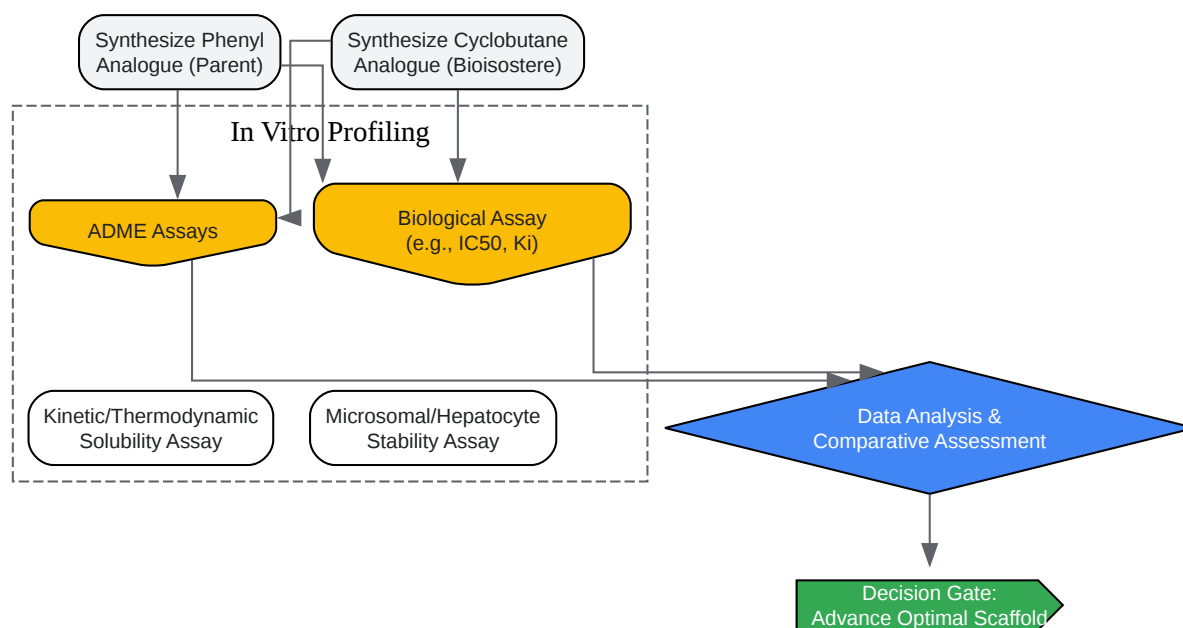 Synthesize Phenyl
Analogue (Parent)
Synthesize Cyclobutane
Analogue (Bioisostere)
In Vitro Profiling
ADME Assays
Biological Assay
(e.g., IC50, Ki)
Kinetic/Thermodynamic
Solubility Assay
Microsomal/Hepatocyte
Stability Assay
Data Analysis &
Comparative Assessment
Decision Gate:
Advance Optimal Scaffold